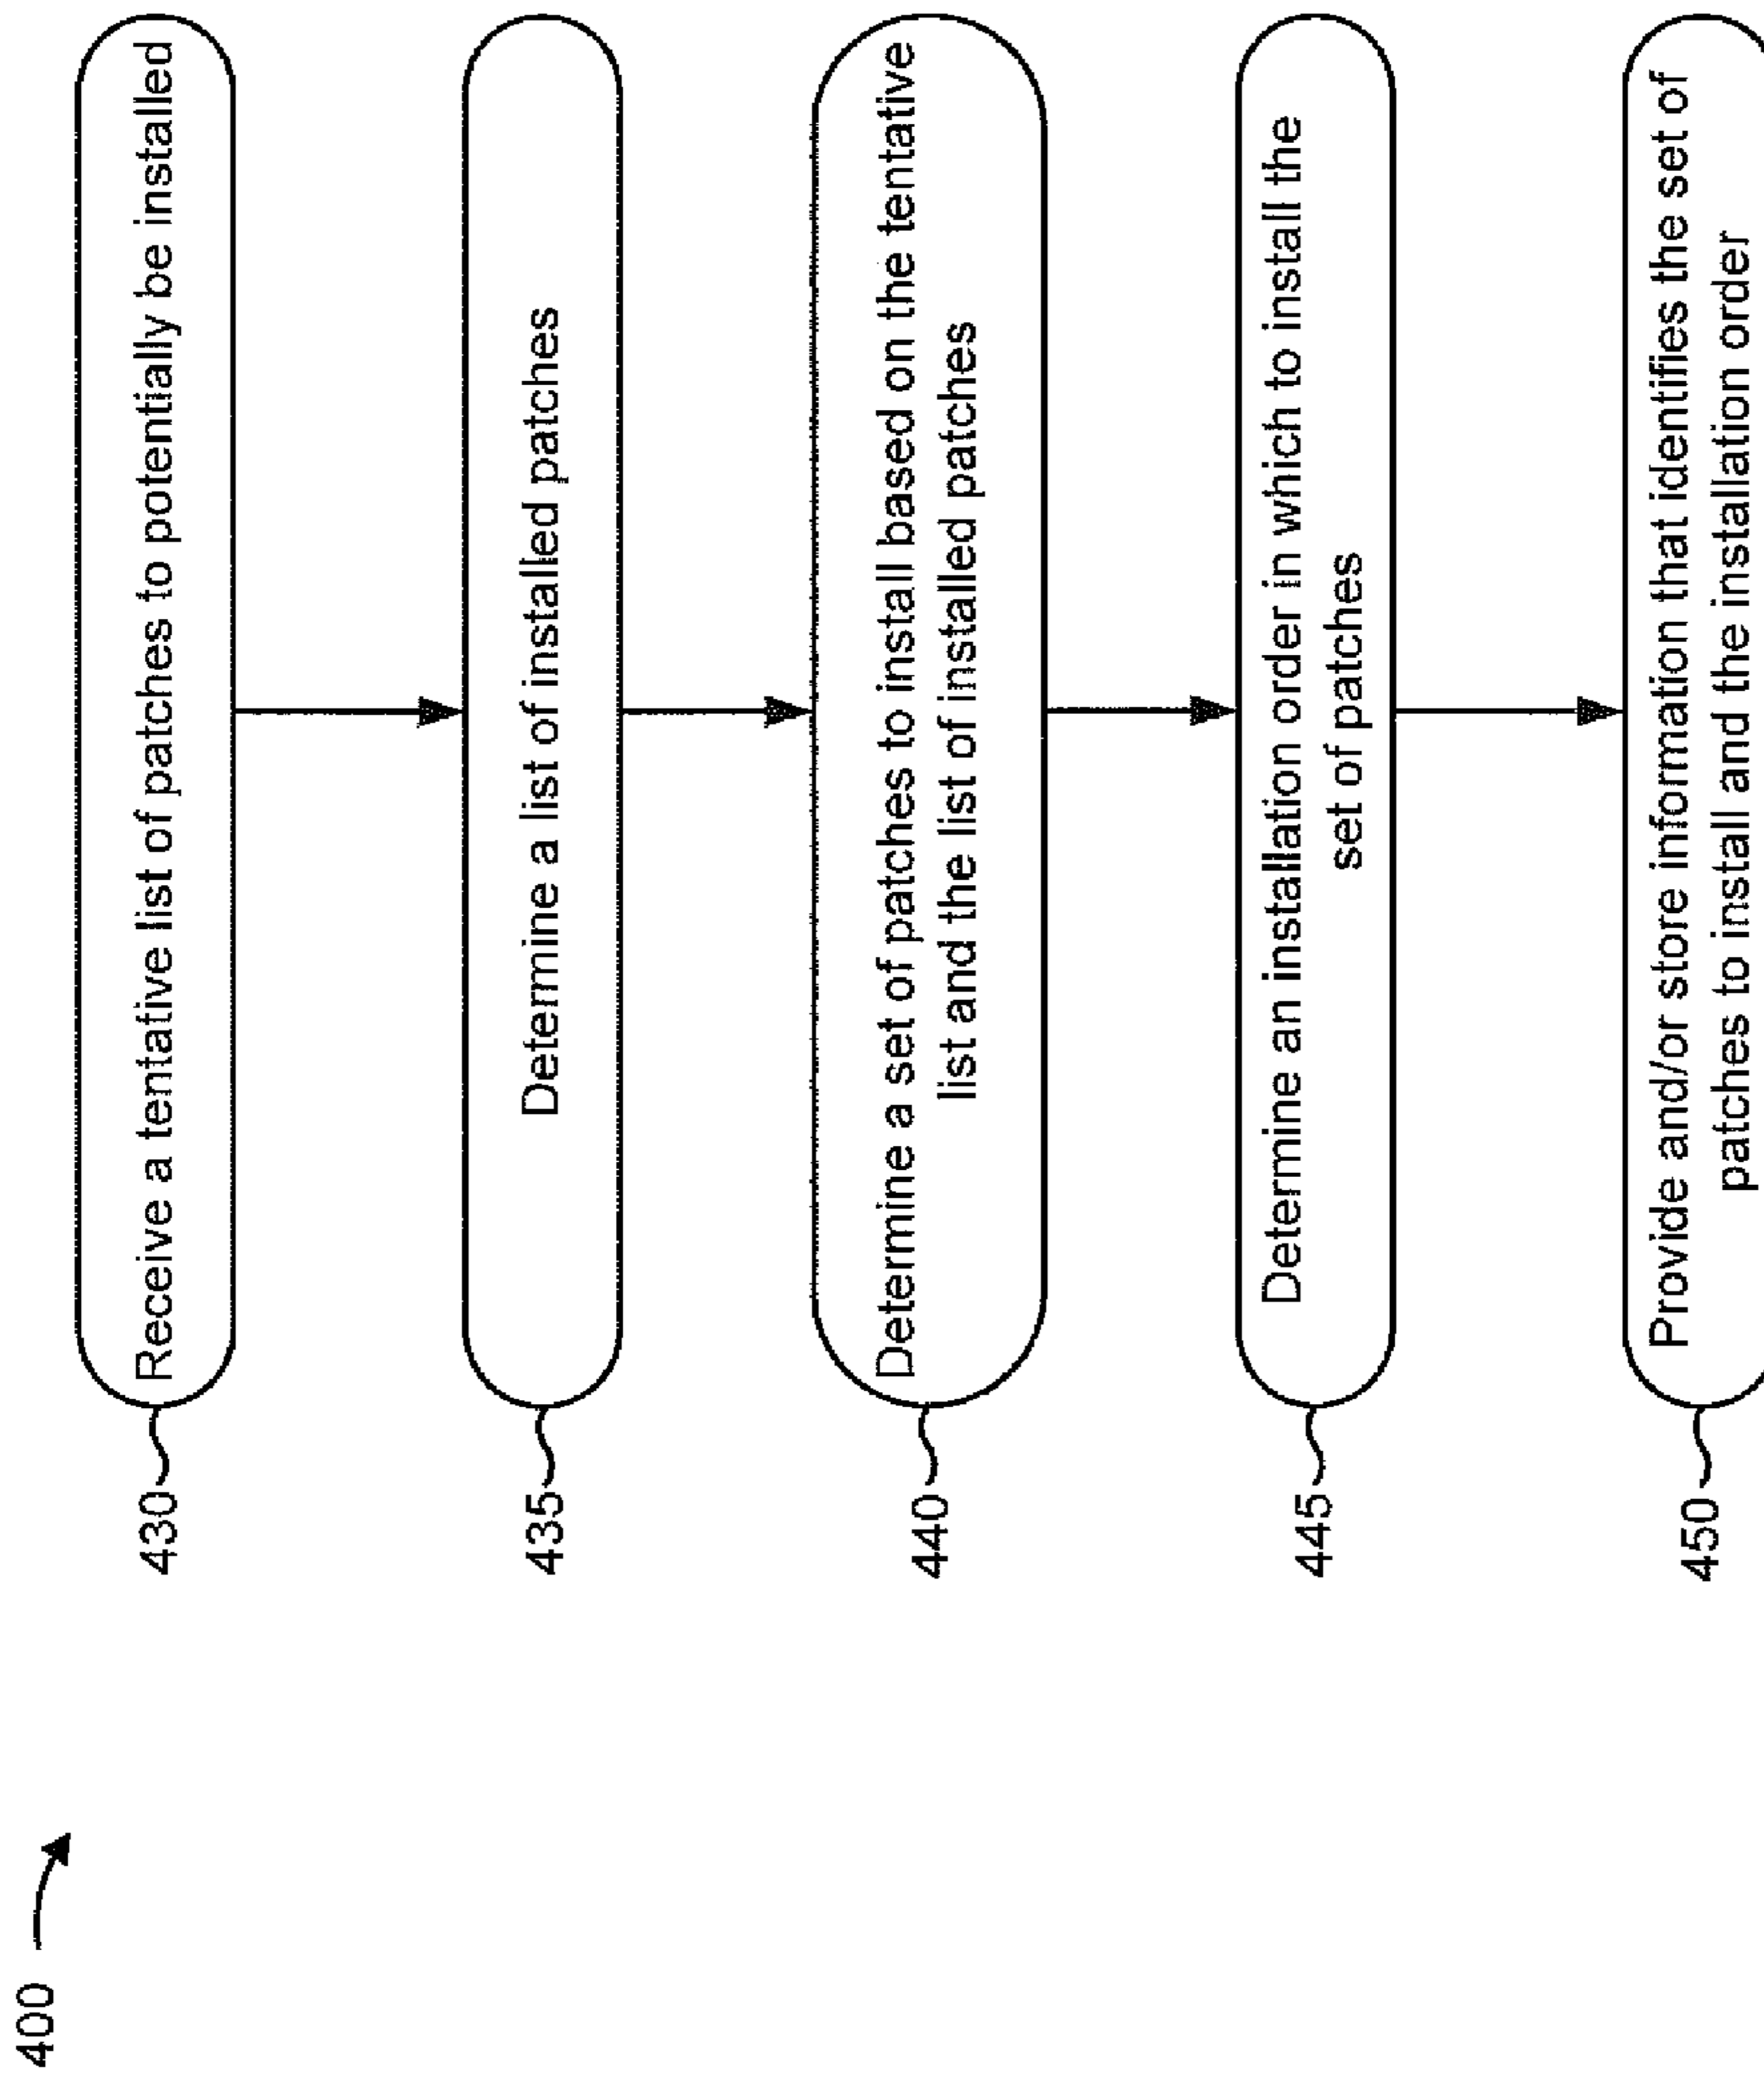 400
430
Receive a tentative list of patches to potentially be installed
435
Determine a list of installed patches
440
Determine a set of patches to install based on the tentative
list and the list of installed patches
445
Determine an installation order in which to install the
set of patches
450
Provide and/or store information that identifies the set of
patches to install and the installation order